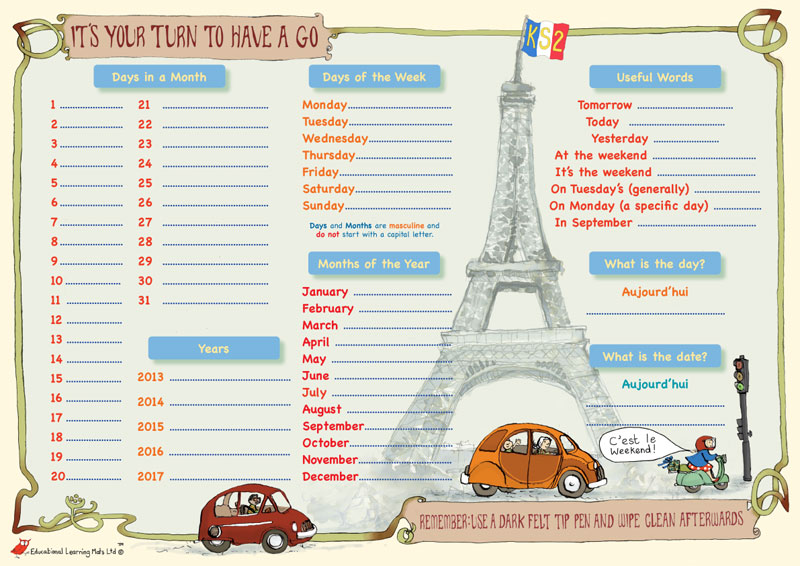 IT'S YOUR TURN TO HAVE A GO
KS2
Days in a Month
1
2
3
4
5
6
7
8
9
10
11
12
13
14
15
16
17
18
19
20
21
22
23
24
25
26
27
28
29
30
31
Years
2013
2014
2015
2016
2017
Days of the Week
Monday
Tuesday
Wednesday
Thursday
Friday
Saturday
Sunday
Days and Months are masculine and
do not start with a capital letter.
Months of the Year
January
February
March
April
May
June
July
August
September
October
November
December
Useful Words
Tomorrow
Today
Yesterday
At the weekend
It's the weekend
On Tuesday's (generally)
On Monday (a specific day)
In September
What is the day?
Aujourd'hui
What is the date?
Aujourd'hui
C'est le
Weekend!
REMEMBER: USE A DARK FELT TIP PEN AND WIPE CLEAN AFTERWARDS
Educational Learning Mats Ltd ©
TM